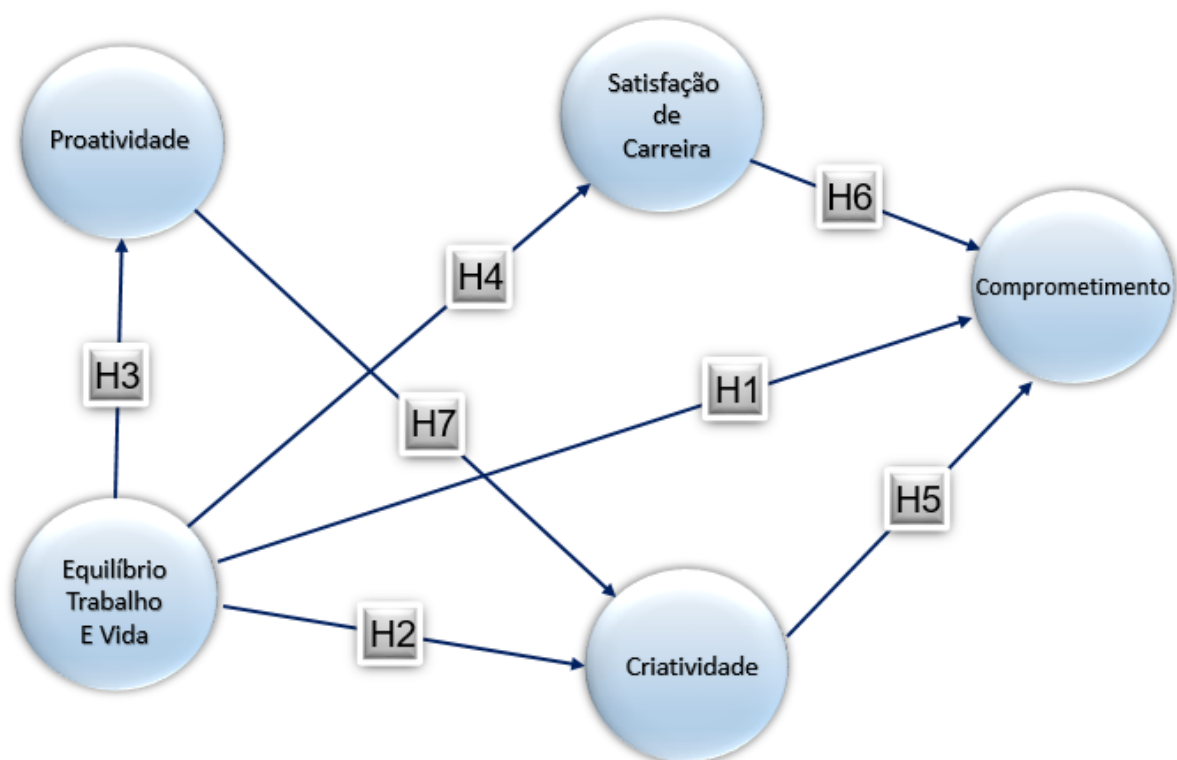 Satisfação
de
Carreira
Proatividade
H6
H4
Comprometimento
H3
H1
H7
H5
Equilíbrio
Trabalho
E Vida
H2
Criatividade